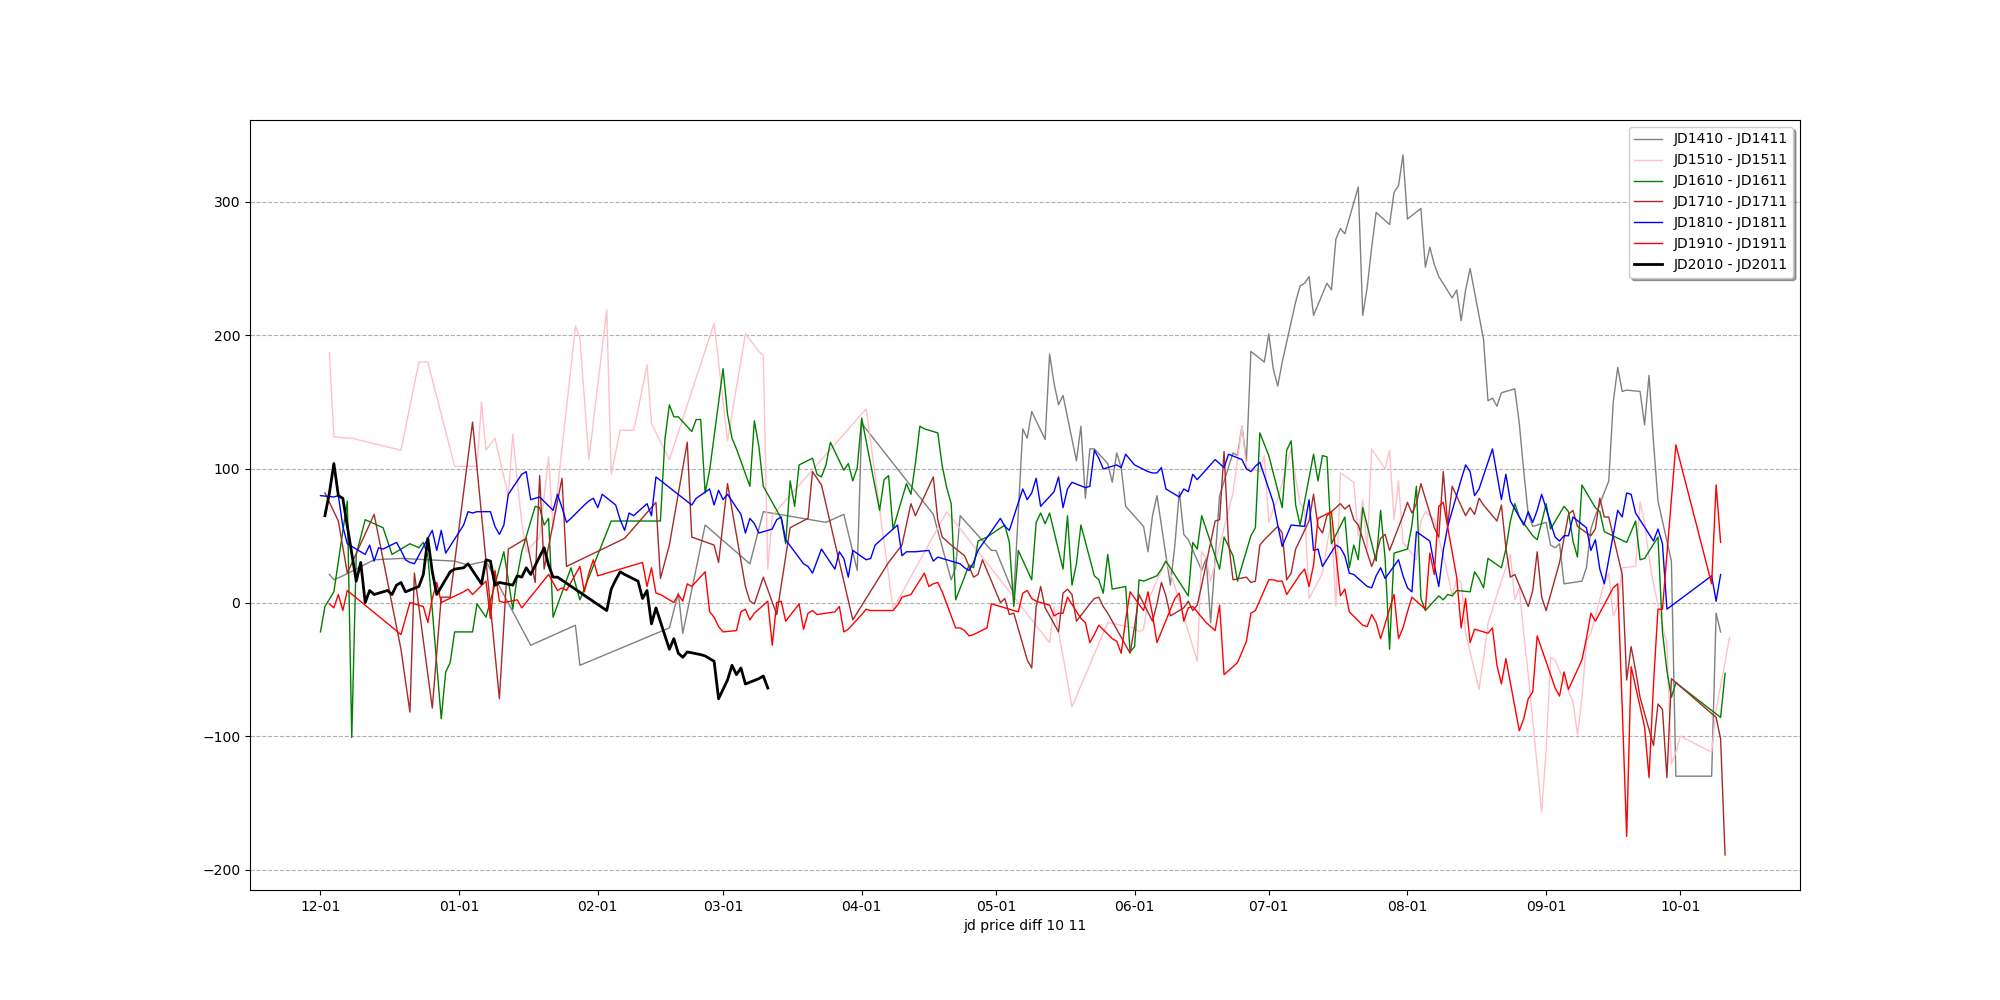 JD1410 - JD1411
JD1510 - JD1511
JD1610 - JD1611
JD1710 - JD1711
JD1810 - JD1811
JD1910 - JD1911
JD2010 - JD2011
300
200
100
0
−100
−200
12-01 01-01 02-01 03-01 04-01 05-01 06-01 07-01 08-01 09-01 10-01
jd price diff 10 11